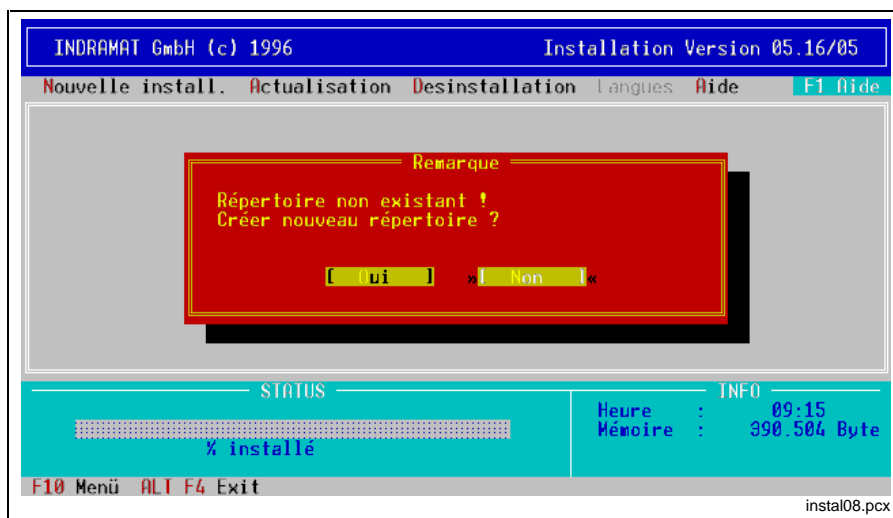 INDRAMAT GmbH (c) 1996 Installation Version 05.16/05
Nouvelle install. Actualisation Desinstallation Langues Aide F1 Aide
Remarque
Répertoire non existant !
Créer nouveau répertoire ?
[ Oui ] »[ Non ]«
STATUS INFO
Heure : 09:15
Mémoire : 390.504 Byte
% installé
F10 Menü ALT F4 Exit
instal08.pcx